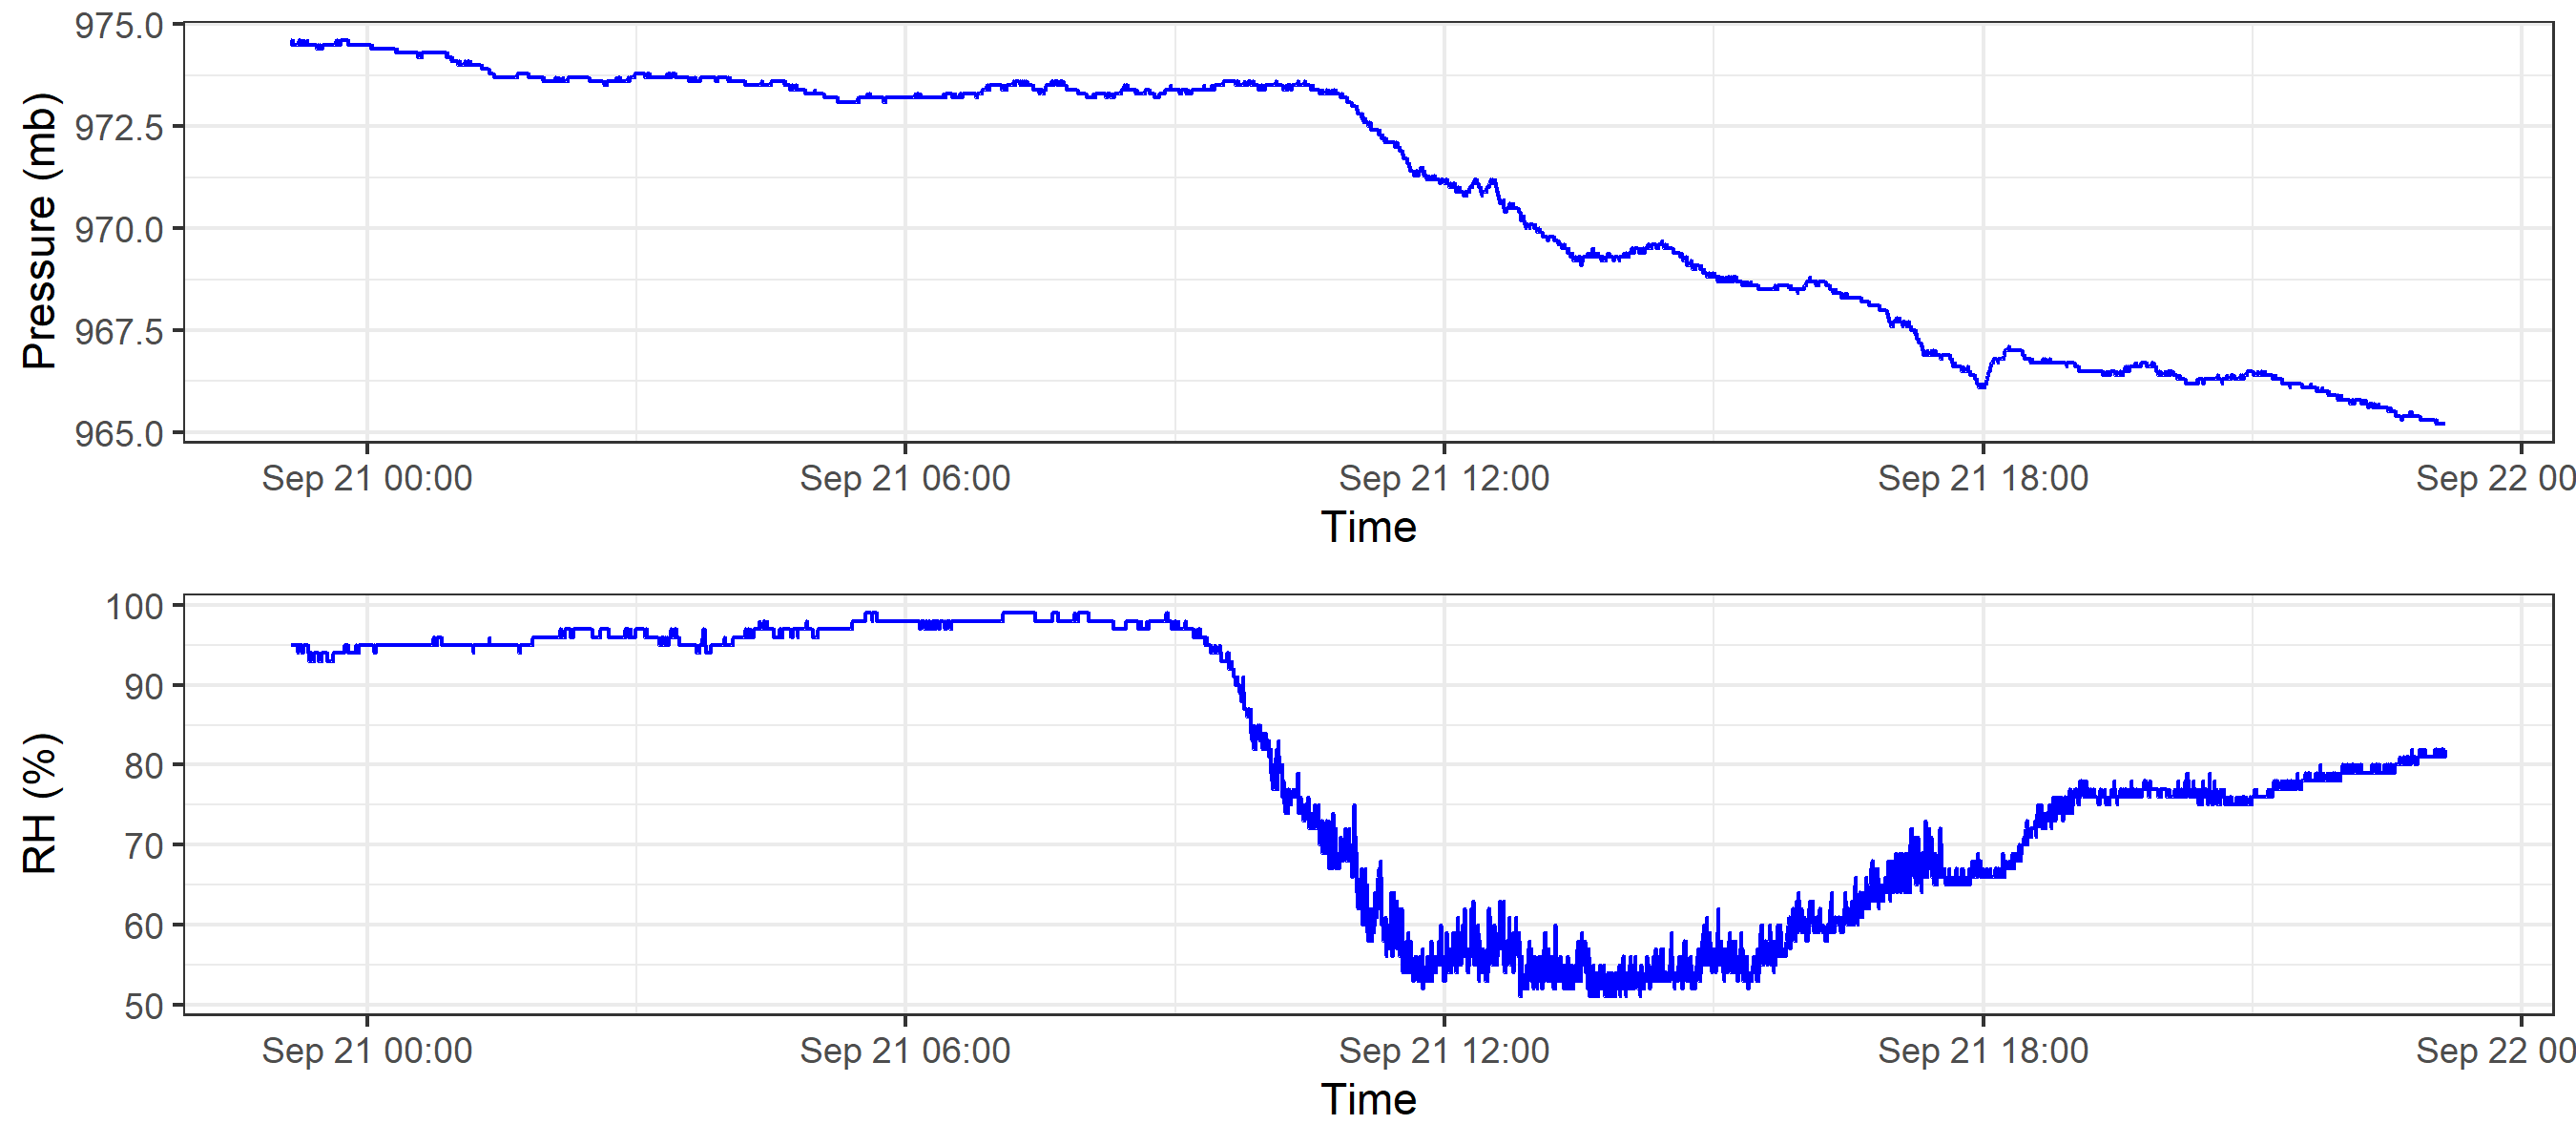 975.0
972.5
970.0
967.5
965.0
Pressure (mb)
Sep 21 00:00
Sep 21 06:00
Sep 21 12:00
Sep 21 18:00
Sep 22 00
Time
100
90
80
70
60
50
RH (%)
Sep 21 00:00
Sep 21 06:00
Sep 21 12:00
Sep 21 18:00
Sep 22 00
Time